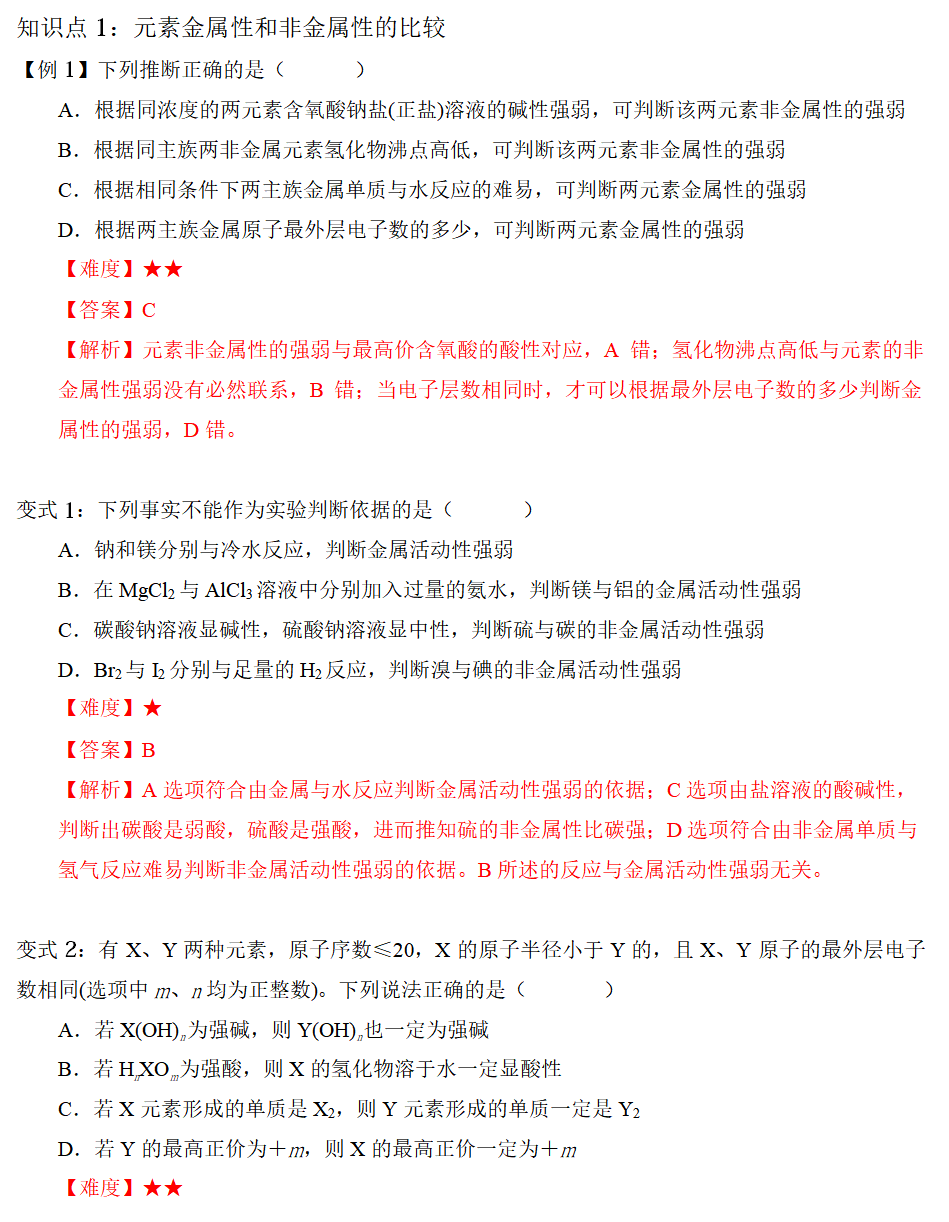 知识点 1：元素金属性和非金属性的比较
【例 1】下列推断正确的是（　　　）
A．根据同浓度的两元素含氧酸钠盐(正盐)溶液的碱性强弱，可判断该两元素非金属性的强弱
B．根据同主族两非金属元素氢化物沸点高低，可判断该两元素非金属性的强弱
C．根据相同条件下两主族金属单质与水反应的难易，可判断两元素金属性的强弱
D．根据两主族金属原子最外层电子数的多少，可判断两元素金属性的强弱
【难度】★★
【答案】C
【解析】元素非金属性的强弱与最高价含氧酸的酸性对应，A 错；氢化物沸点高低与元素的非
金属性强弱没有必然联系，B 错；当电子层数相同时，才可以根据最外层电子数的多少判断金
属性的强弱，D 错。
变式 1：下列事实不能作为实验判断依据的是（　　　）
A．钠和镁分别与冷水反应，判断金属活动性强弱
B．在 MgCl₂ 与 AlCl₃ 溶液中分别加入过量的氨水，判断镁与铝的金属活动性强弱
C．碳酸钠溶液显碱性，硫酸钠溶液显中性，判断硫与碳的非金属活动性强弱
D．Br₂ 与 I₂ 分别与足量的 H₂ 反应，判断溴与碘的非金属活动性强弱
【难度】★
【答案】B
【解析】A 选项符合由金属与水反应判断金属活动性强弱的依据；C 选项由盐溶液的酸碱性，
判断出碳酸是弱酸，硫酸是强酸，进而推知硫的非金属性比碳强；D 选项符合由非金属单质与
氢气反应难易判断非金属活动性强弱的依据。B 所述的反应与金属活动性强弱无关。
变式 2：有 X、Y 两种元素，原子序数≤20，X 的原子半径小于 Y 的，且 X、Y 原子的最外层电子
数相同(选项中 m、n 均为正整数)。下列说法正确的是（　　　）
A．若 X(OH)ₙ 为强碱，则 Y(OH)ₙ 也一定为强碱
B．若 HₙXOₘ 为强酸，则 X 的氢化物溶于水一定显酸性
C．若 X 元素形成的单质是 X₂，则 Y 元素形成的单质一定是 Y₂
D．若 Y 的最高正价为＋m，则 X 的最高正价一定为＋m
【难度】★★